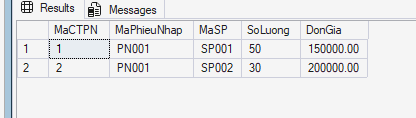 Results Messages
MaCTPN MaPhieuNhap MaSP SoLuong DonGia
1 1 PN001 SP001 50 150000.00
2 2 PN001 SP002 30 200000.00